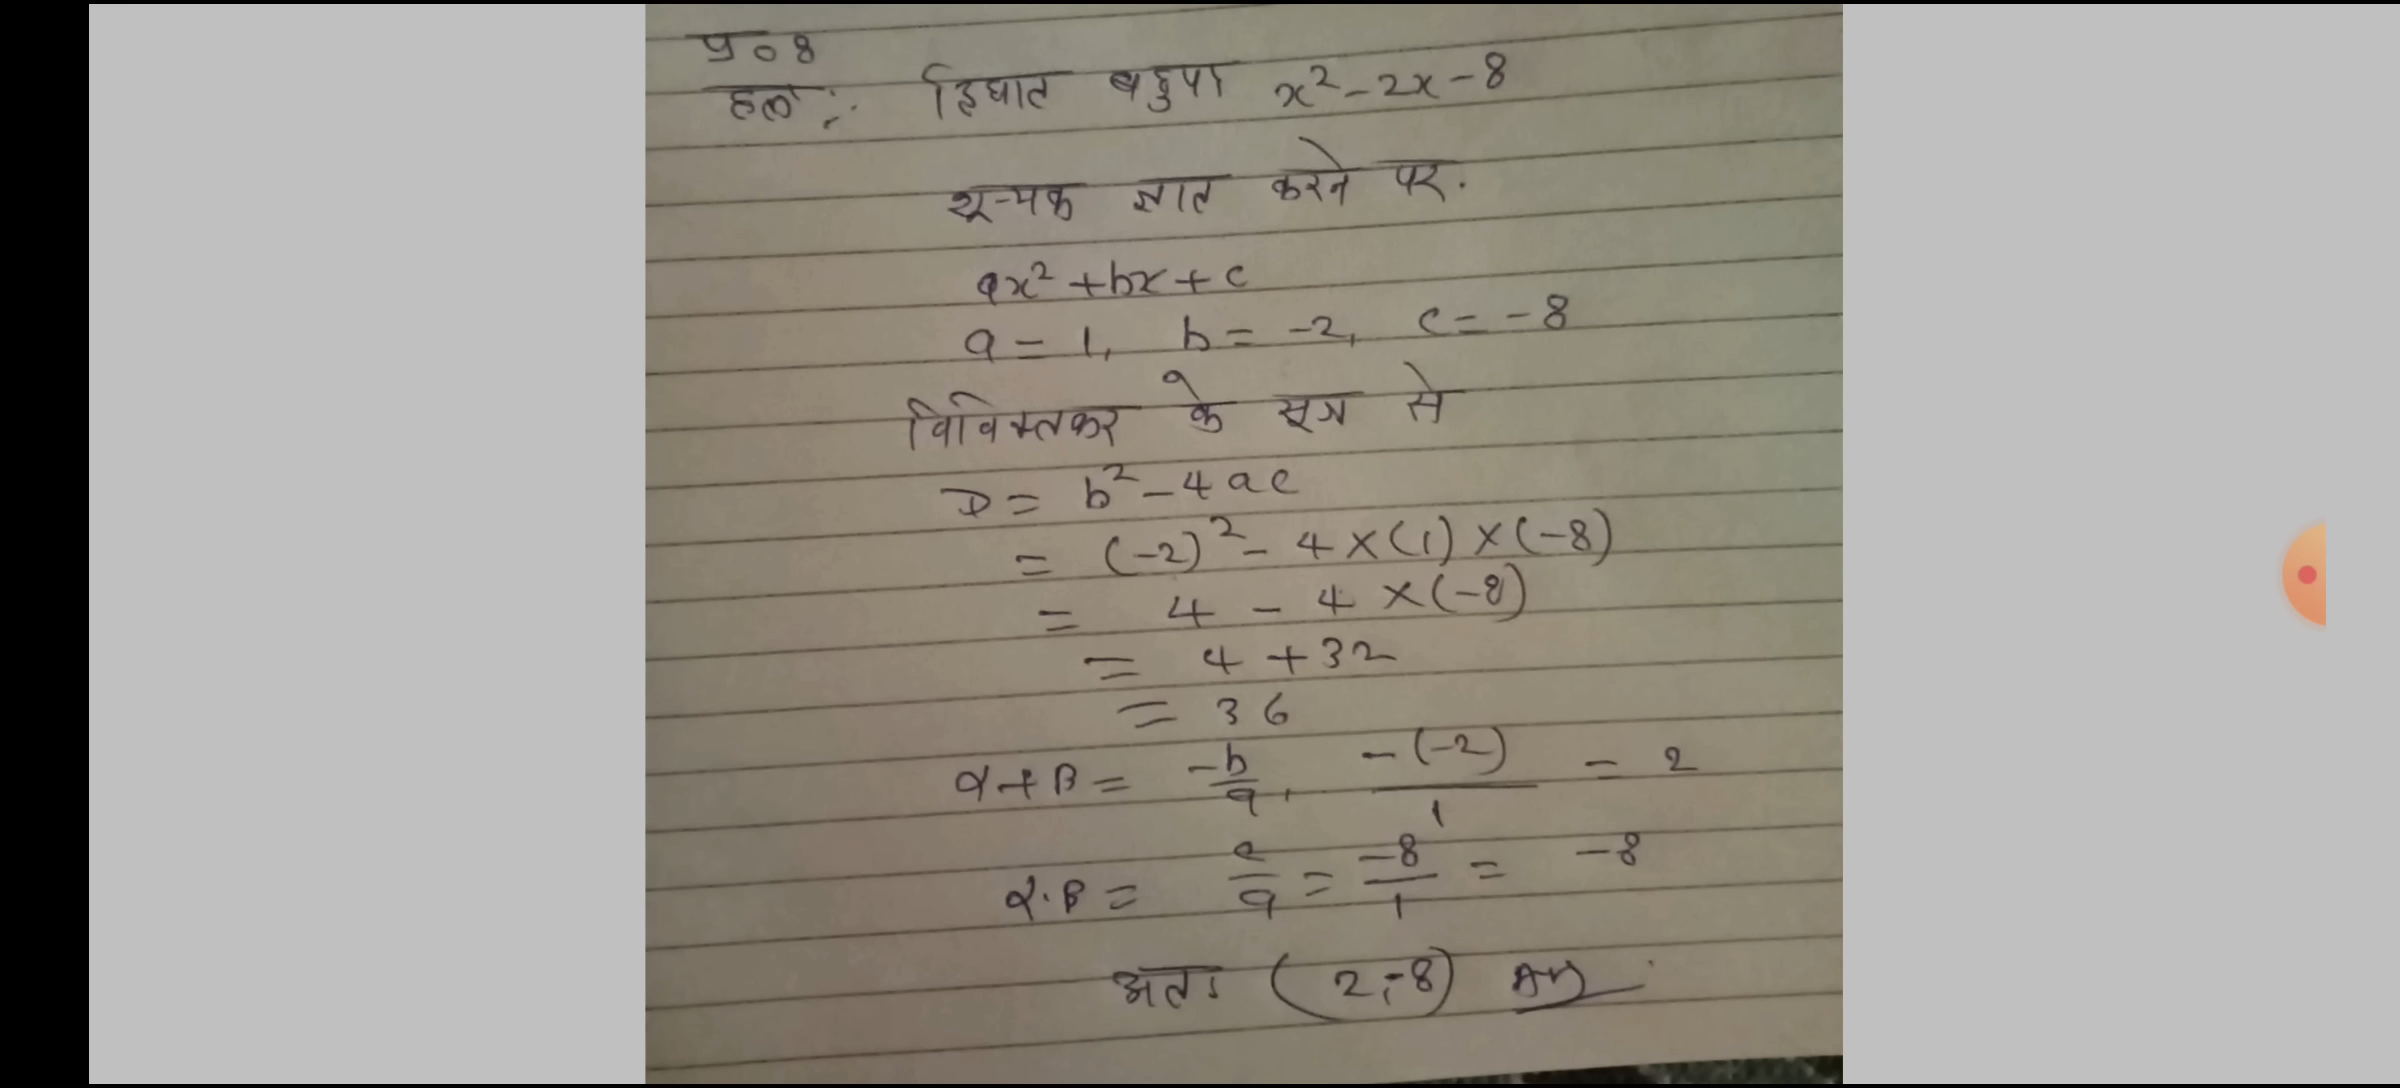 प्र० 8
हल :- द्विघात बहुपद x² - 2x - 8
शून्यक ज्ञात करने पर.
ax² + bx + c
a = 1, b = -2, c = -8
विविक्तकर के सूत्र से
D = b² - 4ac
= (-2)² - 4 × (1) × (-8)
= 4 - 4 × (-8)
= 4 + 32
= 36
α + β = -b/a, -(-2)/1 = 2
α.β = c/a = -8/1 = -8
अतः (2, -8) Ans